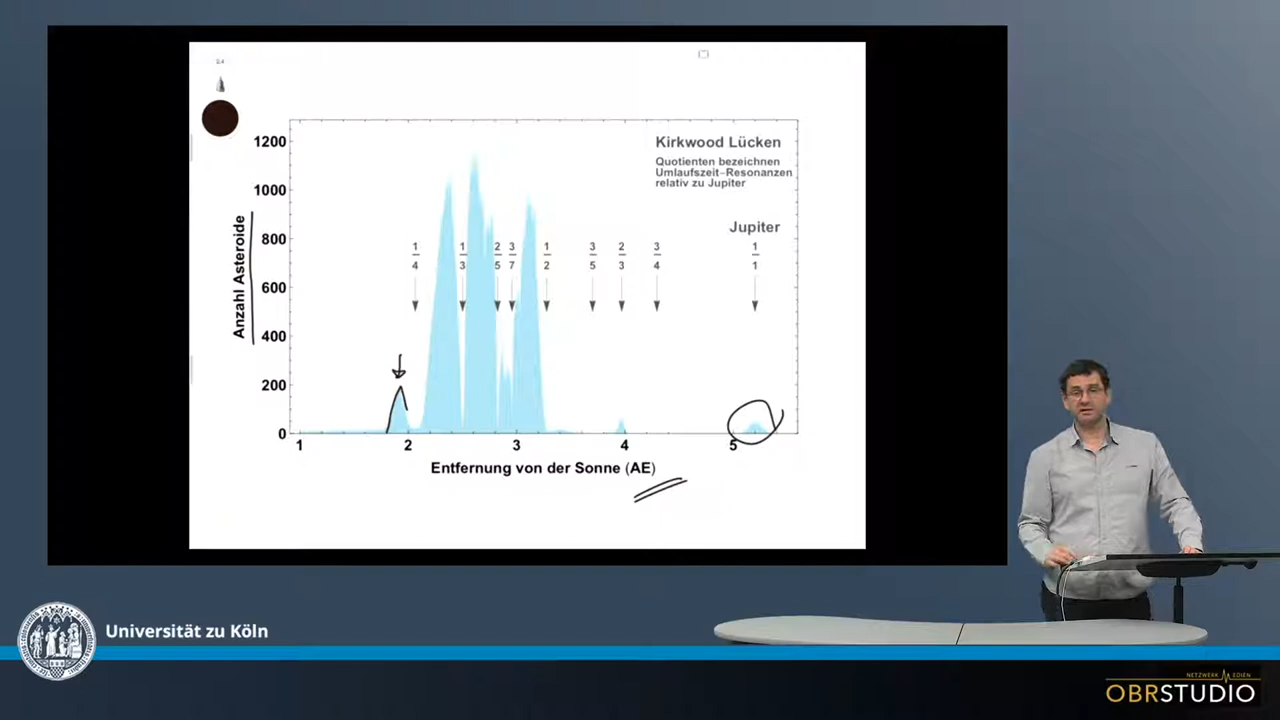 1200
1000
800
600
400
200
0
Anzahl Asteroide
Kirkwood Lücken
Quotienten bezeichnen
Umlaufszeit-Resonanzen
relativ zu Jupiter
Jupiter
1 1 2 3 1 3 2 3 1
4 3 5 7 2 5 3 4 1
1 2 3 4 5
Entfernung von der Sonne (AE)
Universität zu Köln
NETZWERK MEDIEN
OBRSTUDIO